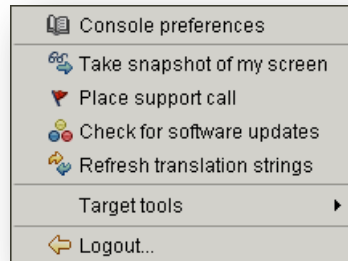 Console preferences
Take snapshot of my screen
Place support call
Check for software updates
Refresh translation strings
Target tools
Logout...